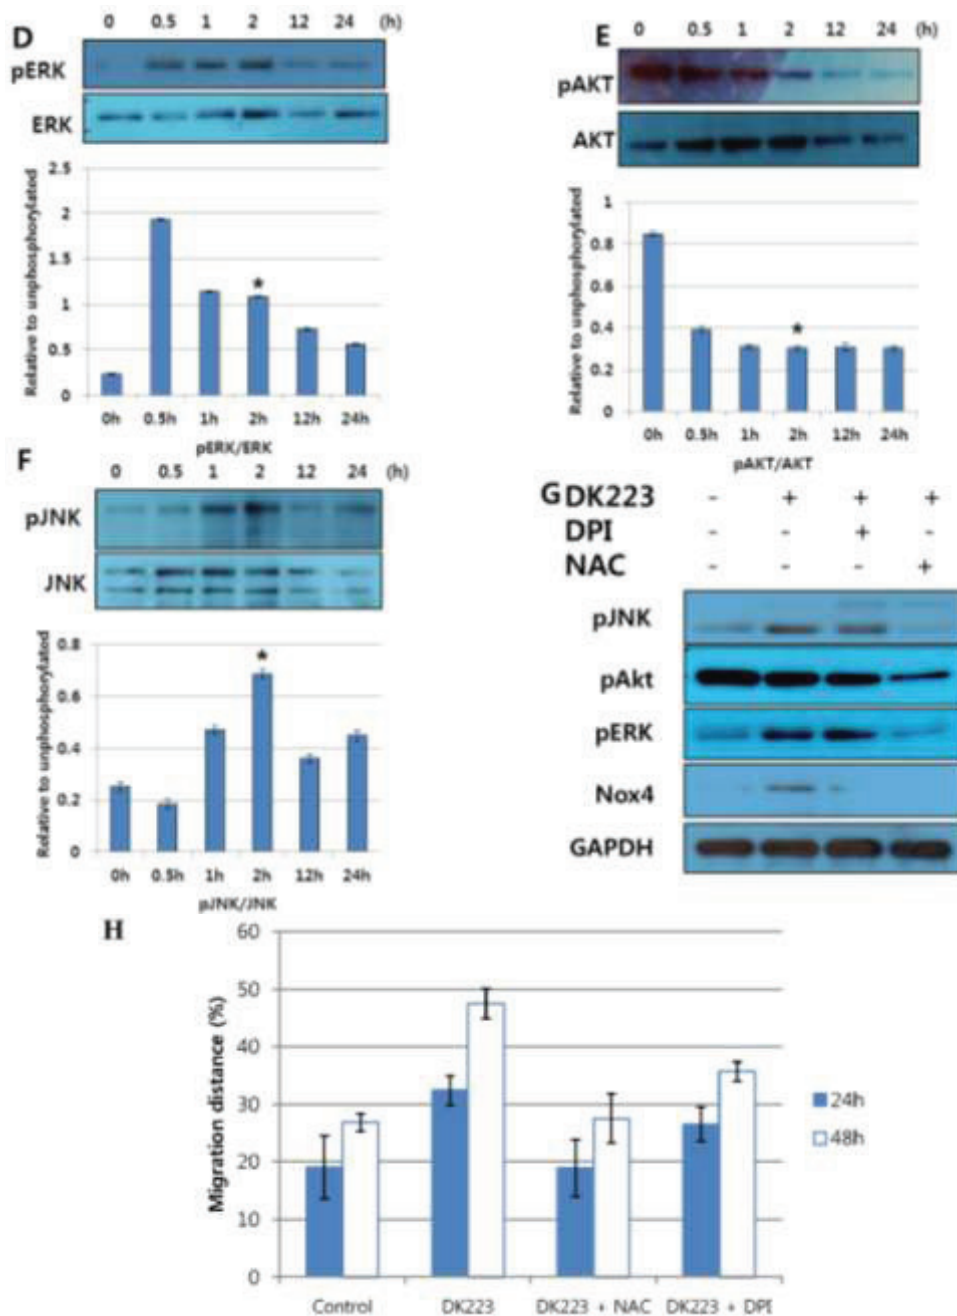 D
0 0.5 1 2 12 24 (h)
pERK
ERK
Relative to unphosphorylated
2.5
2
1.5
1
0.5
0
*
0h 0.5h 1h 2h 12h 24h
pERK/ERK
E
0 0.5 1 2 12 24 (h)
pAKT
AKT
Relative to unphosphorylated
1
0.8
0.6
0.4
0.2
0
*
0h 0.5h 1h 2h 12h 24h
pAKT/AKT
F
0 0.5 1 2 12 24 (h)
pJNK
JNK
Relative to unphosphorylated
0.8
0.6
0.4
0.2
0
*
0h 0.5h 1h 2h 12h 24h
pJNK/JNK
G DK223 - + + +
DPI - - + -
NAC - - - +
pJNK
pAkt
pERK
Nox4
GAPDH
H
Migration distance (%)
60
50
40
30
20
10
0
Control DK223 DK223 + NAC DK223 + DPI
24h
48h